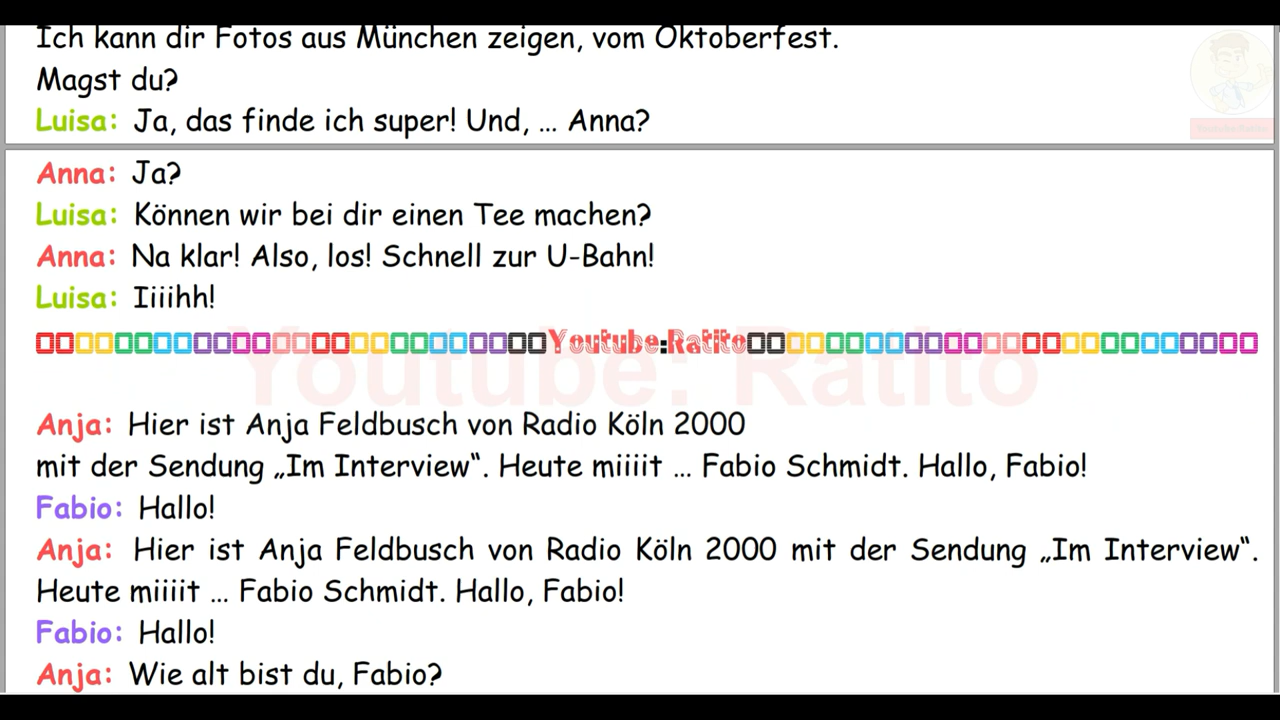 Ich kann dir Fotos aus München zeigen, vom Oktoberfest.
Magst du?
Luisa: Ja, das finde ich super! Und, ... Anna?
Anna: Ja?
Luisa: Können wir bei dir einen Tee machen?
Anna: Na klar! Also, los! Schnell zur U-Bahn!
Luisa: Iiiihh!
Youtube:Ratito
Youtube: Ratito
Anja: Hier ist Anja Feldbusch von Radio Köln 2000
mit der Sendung „Im Interview“. Heute miiiit ... Fabio Schmidt. Hallo, Fabio!
Fabio: Hallo!
Anja: Hier ist Anja Feldbusch von Radio Köln 2000 mit der Sendung „Im Interview“.
Heute miiiit ... Fabio Schmidt. Hallo, Fabio!
Fabio: Hallo!
Anja: Wie alt bist du, Fabio?